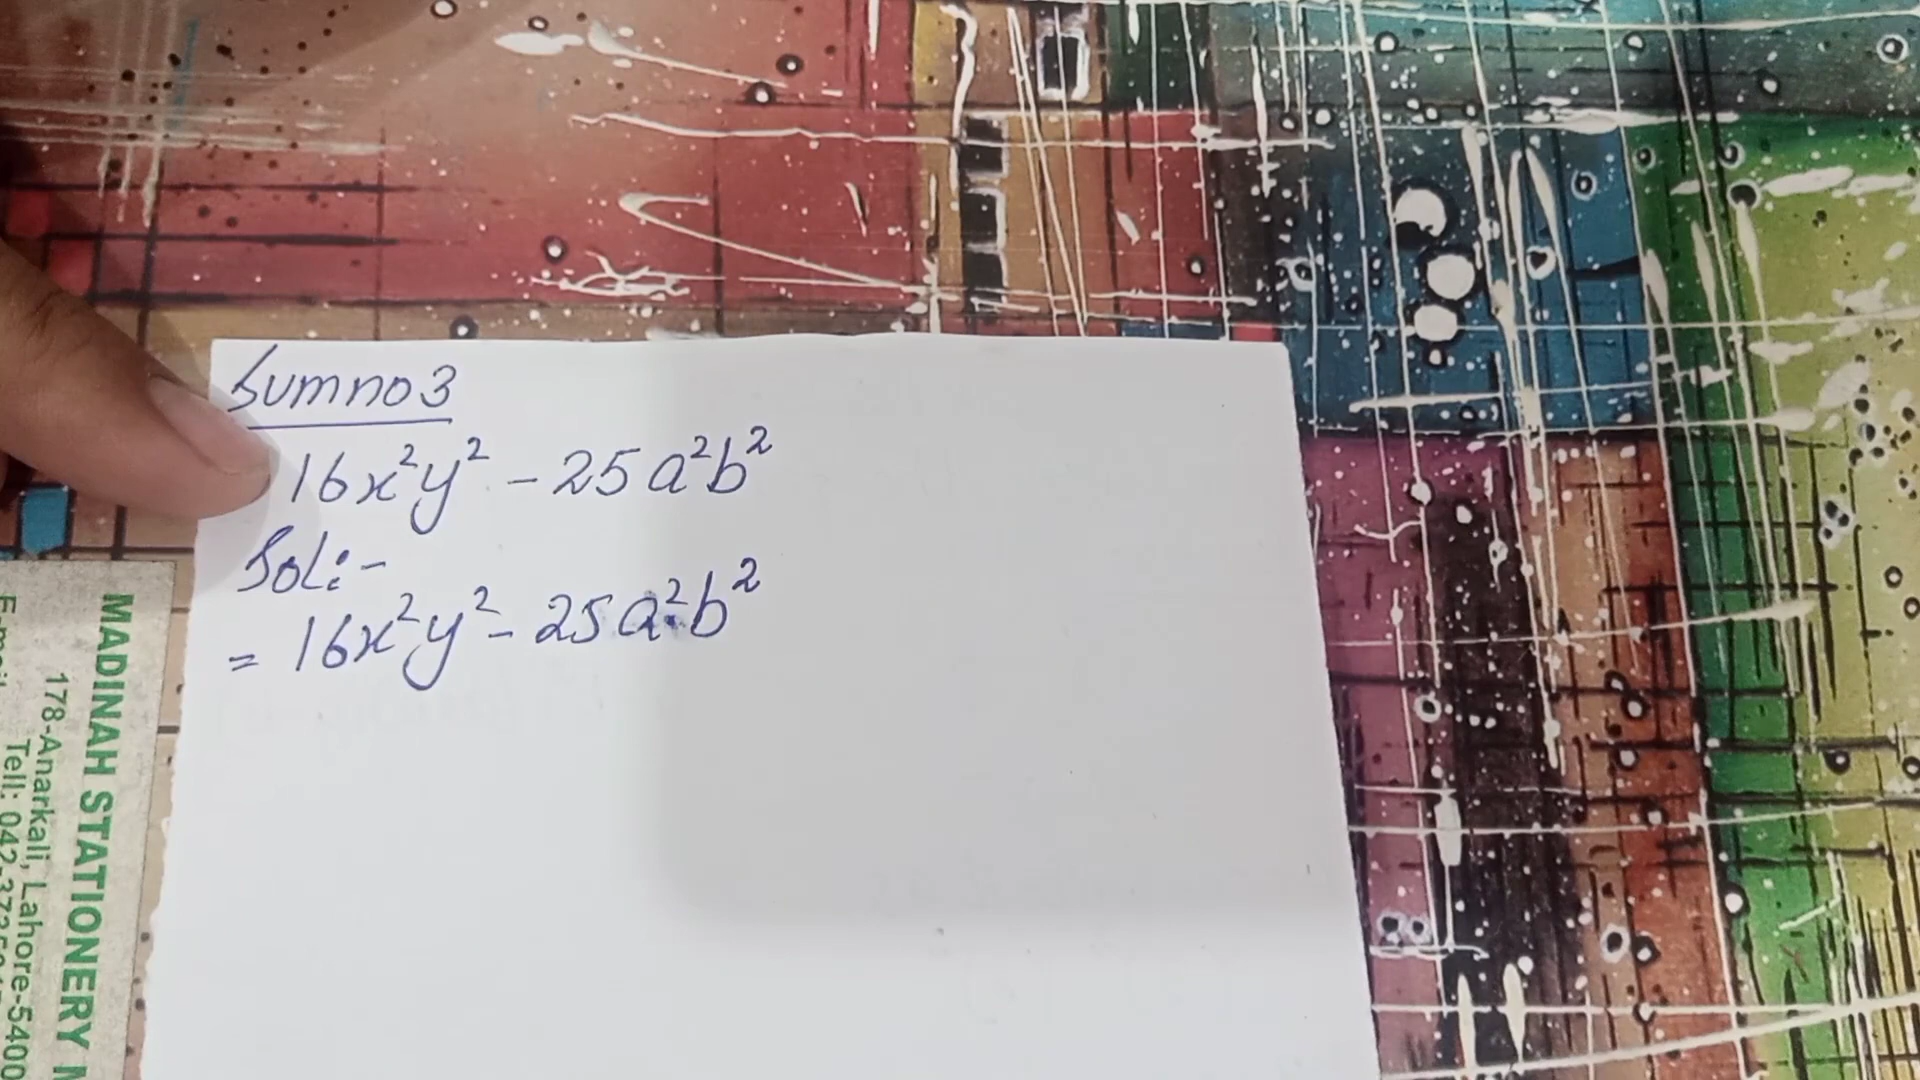 Sum no 3
16x²y² - 25a²b²
Sol:-
= 16x²y² - 25a²b²
MADINAH STATIONERY
178-Anarkali, Lahore-5400
Tell: 042-